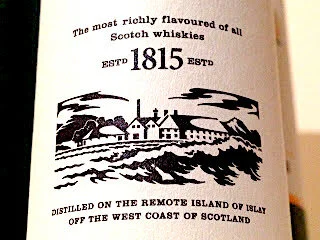 The most richly flavoured of all
Scotch whiskies
ESTD 1815 ESTD
DISTILLED ON THE REMOTE ISLAND OF ISLAY
OFF THE WEST COAST OF SCOTLAND